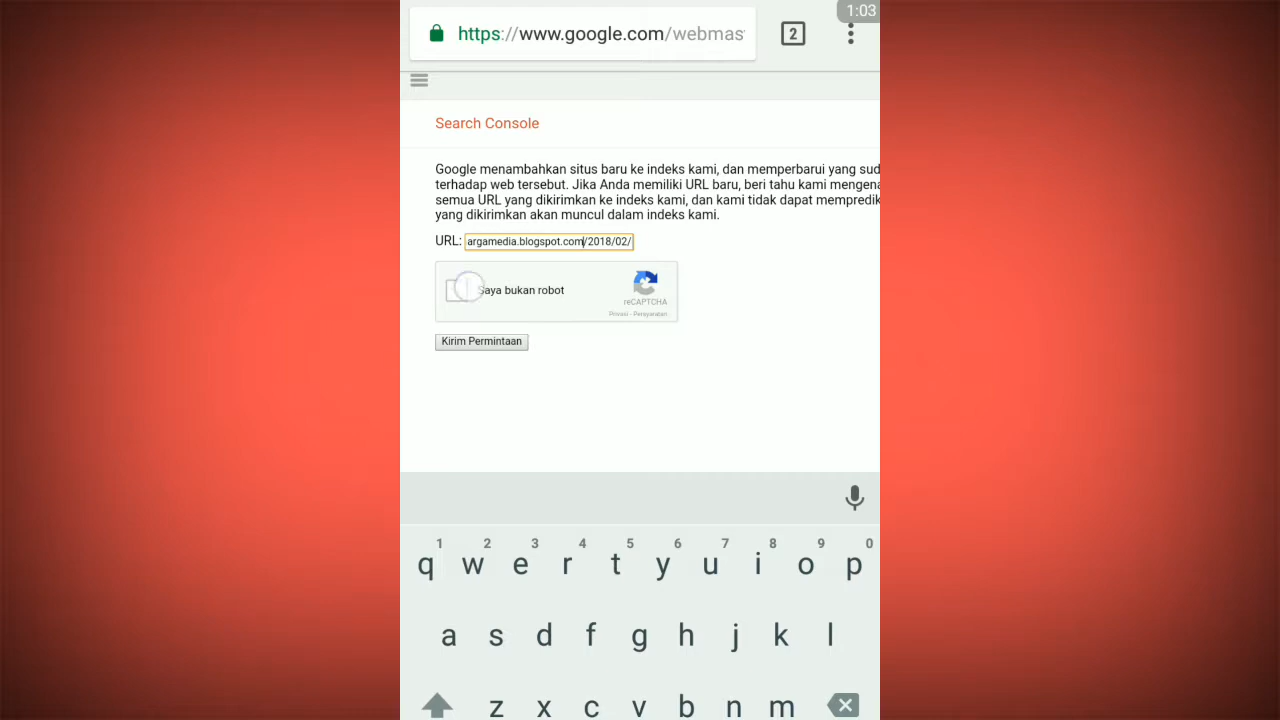 1:03
https://www.google.com/webmas
2
Search Console
Google menambahkan situs baru ke indeks kami, dan memperbarui yang sud
terhadap web tersebut. Jika Anda memiliki URL baru, beri tahu kami mengena
semua URL yang dikirimkan ke indeks kami, dan kami tidak dapat mempredik
yang dikirimkan akan muncul dalam indeks kami.
URL: argamedia.blogspot.com/2018/02/
Saya bukan robot
reCAPTCHA
Privasi - Persyaratan
Kirim Permintaan
1 2 3 4 5 6 7 8 9 0
q w e r t y u i o p
a s d f g h j k l
z x c v b n m